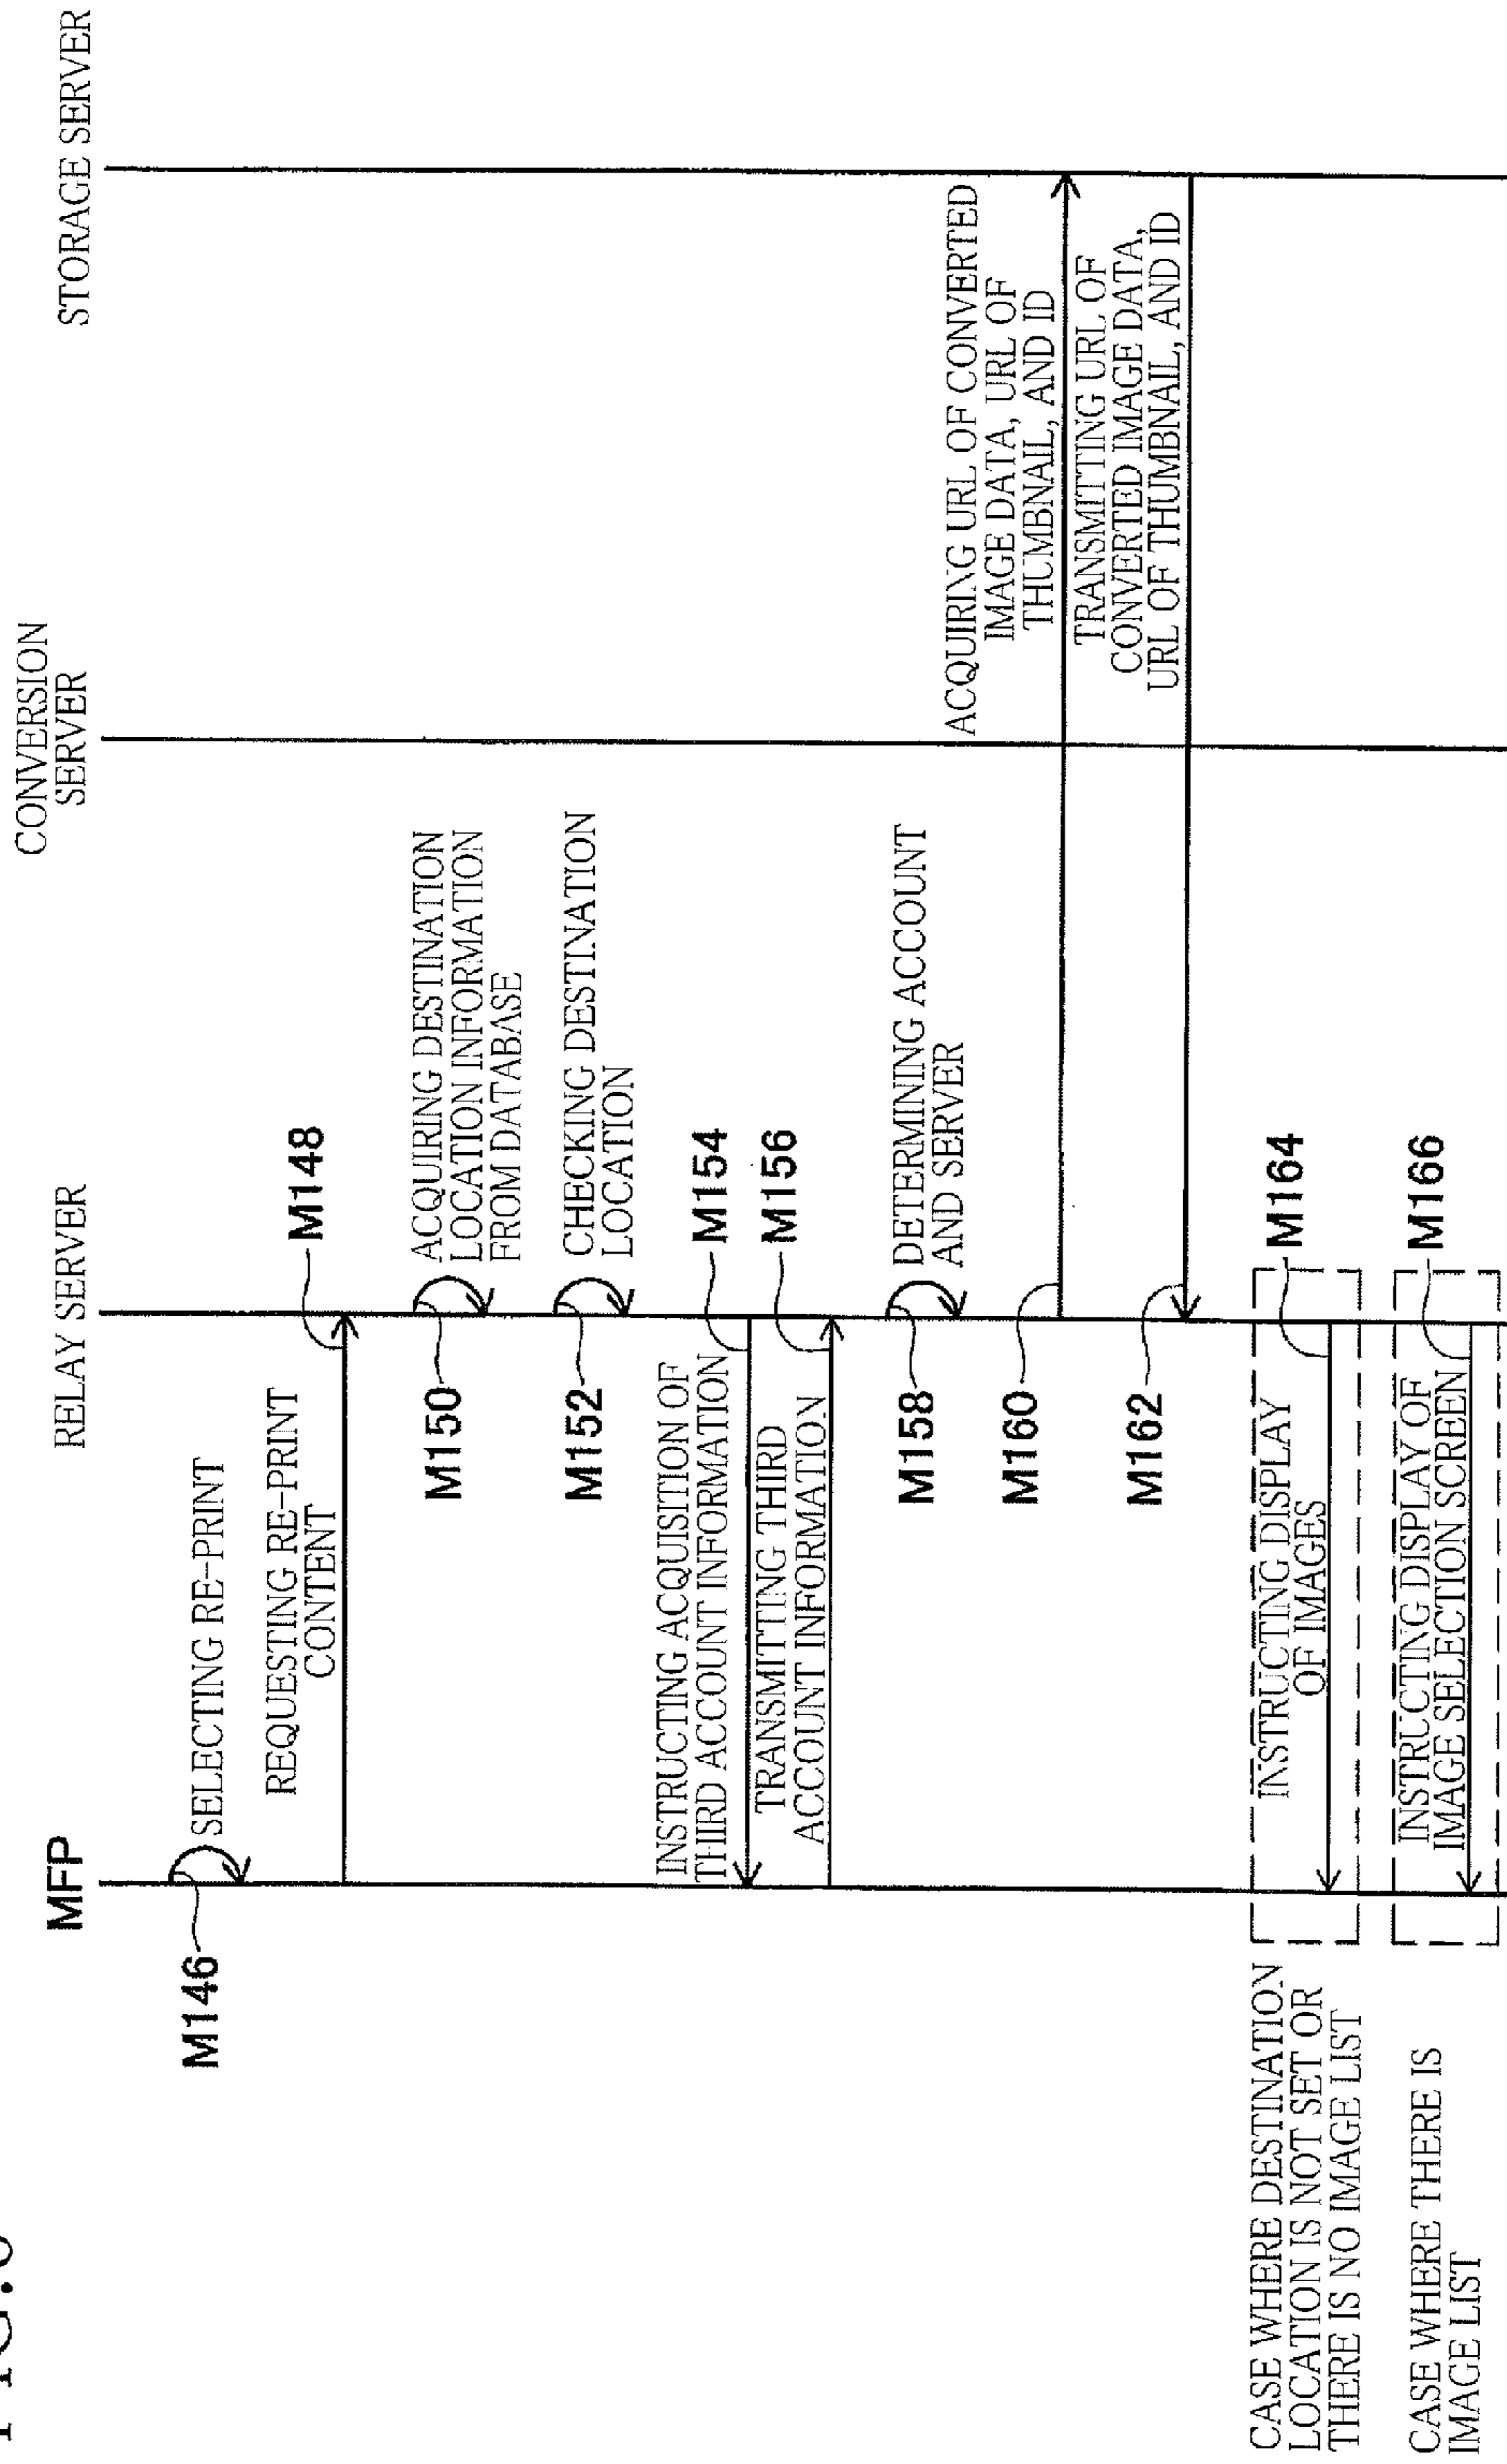 MFP
RELAY SERVER
CONVERSION
SERVER
STORAGE SERVER
M146
SELECTING RE-PRINT
REQUESTING RE-PRINT
CONTENT
M148
M150
ACQUIRING DESTINATION
LOCATION INFORMATION
FROM DATABASE
M152
CHECKING DESTINATION
LOCATION
INSTRUCTING ACQUISITION OF
THIRD ACCOUNT INFORMATION
M154
TRANSMITTING THIRD
ACCOUNT INFORMATION
M156
M158
DETERMINING ACCOUNT
AND SERVER
M160
ACQUIRING URL OF CONVERTED
IMAGE DATA, URL OF
THUMBNAIL, AND ID
M162
TRANSMITTING URL OF
CONVERTED IMAGE DATA,
URL OF THUMBNAIL, AND ID
CASE WHERE DESTINATION
LOCATION IS NOT SET OR
THERE IS NO IMAGE LIST
INSTRUCTING DISPLAY
OF IMAGES
M164
CASE WHERE THERE IS
IMAGE LIST
INSTRUCTING DISPLAY OF
IMAGE SELECTION SCREEN
M166